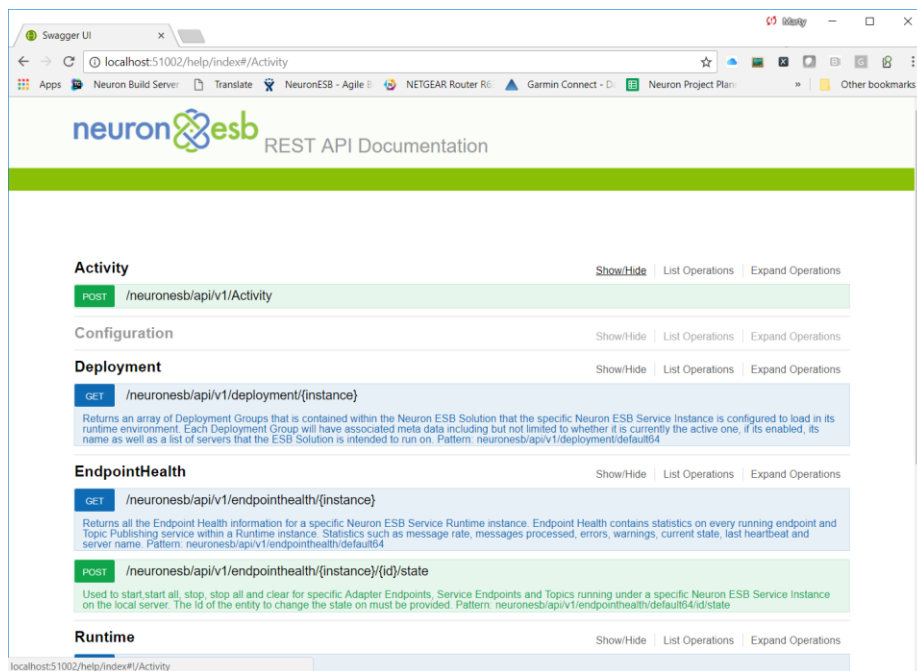 Marty
Swagger UI
localhost:51002/help/index#/Activity
Apps Neuron Build Server Translate NeuronESB - Agile B NETGEAR Router R6 Garmin Connect - D Neuron Project Plan » Other bookmarks
neuron esb REST API Documentation
Activity Show/Hide List Operations Expand Operations
POST /neuronesb/api/v1/Activity
Configuration Show/Hide List Operations Expand Operations
Deployment Show/Hide List Operations Expand Operations
GET /neuronesb/api/v1/deployment/{instance}
Returns an array of Deployment Groups that is contained within the Neuron ESB Solution that the specific Neuron ESB Service Instance is configured to load in its
runtime environment. Each Deployment Group will have associated meta data including but not limited to whether it is currently the active one, if its enabled, its
name as well as a list of servers that the ESB Solution is intended to run on. Pattern: neuronesb/api/v1/deployment/default64
EndpointHealth Show/Hide List Operations Expand Operations
GET /neuronesb/api/v1/endpointhealth/{instance}
Returns all the Endpoint Health information for a specific Neuron ESB Service Runtime instance. Endpoint Health contains statistics on every running endpoint and
Topic Publishing service within a Runtime instance. Statistics such as message rate, messages processed, errors, warnings, current state, last heartbeat and
server name. Pattern: neuronesb/api/v1/endpointhealth/default64
POST /neuronesb/api/v1/endpointhealth/{instance}/{id}/state
Used to start,start all, stop, stop all and clear for specific Adapter Endpoints, Service Endpoints and Topics running under a specific Neuron ESB Service Instance
on the local server. The Id of the entity to change the state on must be provided. Pattern: neuronesb/api/v1/endpointhealth/default64/id/state
Runtime Show/Hide List Operations Expand Operations
localhost:51002/help/index#!/Activity